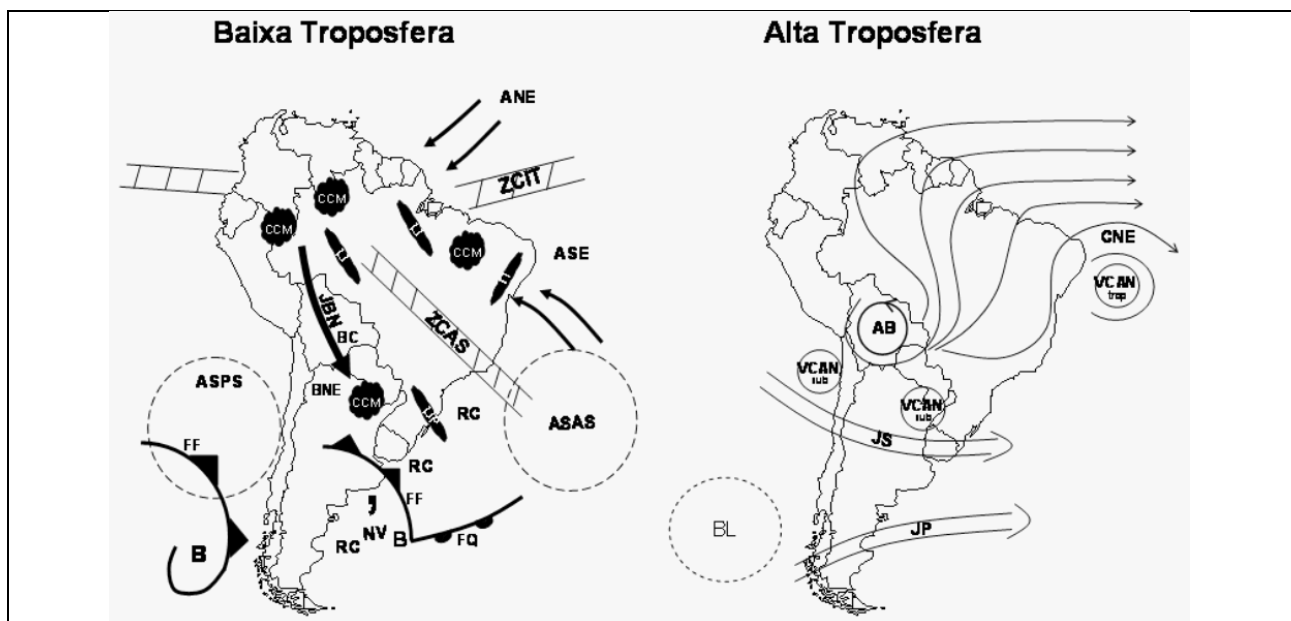 Baixa Troposfera
ANE
ZCIT
CCM
CCM
LI
CCM
LI
LI
ASE
JBN
BC
ZCAS
ASPS
BNE
CCM
LIP
RC
ASAS
FF
RC
FF
B
RC
NV
B
FQ
Alta Troposfera
CNE
VCAN
trop
AB
VCAN
sub
VCAN
sub
JS
BL
JP